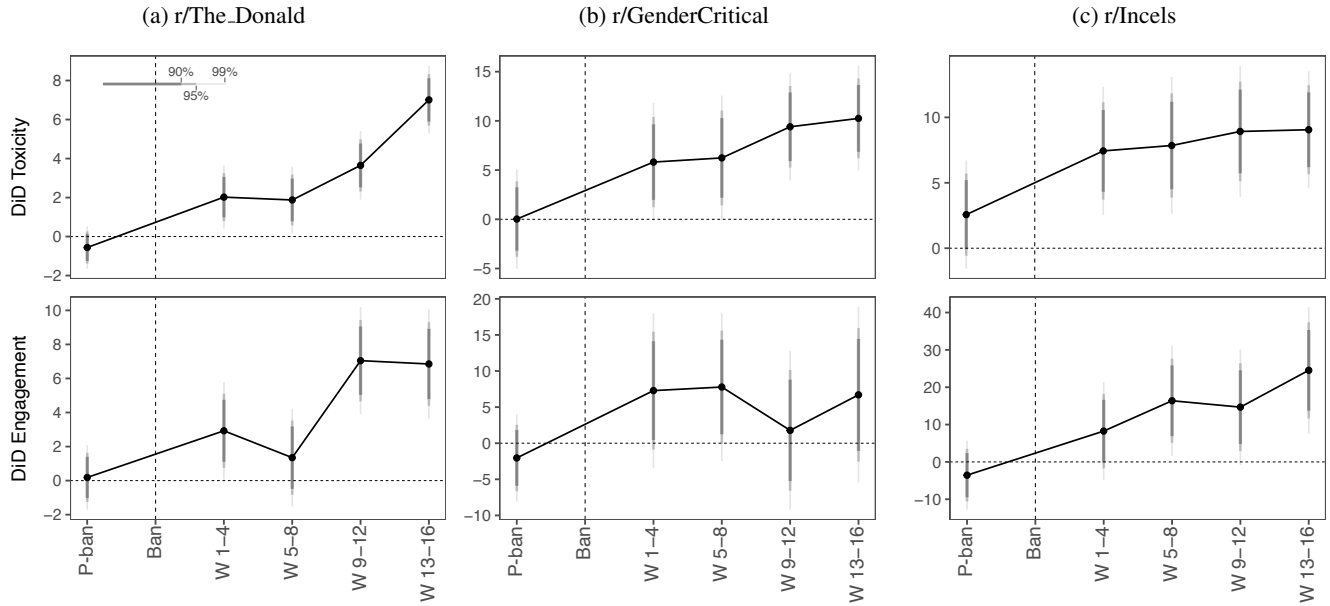 (a) r/The_Donald
(b) r/GenderCritical
(c) r/Incels
DiD Toxicity
8
6
4
2
0
−2
90%
99%
95%
15
10
5
0
−5
10
5
0
DiD Engagement
10
8
6
4
2
0
−2
20
15
10
5
0
−5
−10
40
30
20
10
0
−10
P-ban
Ban
W 1−4
W 5−8
W 9−12
W 13−16
P-ban
Ban
W 1−4
W 5−8
W 9−12
W 13−16
P-ban
Ban
W 1−4
W 5−8
W 9−12
W 13−16